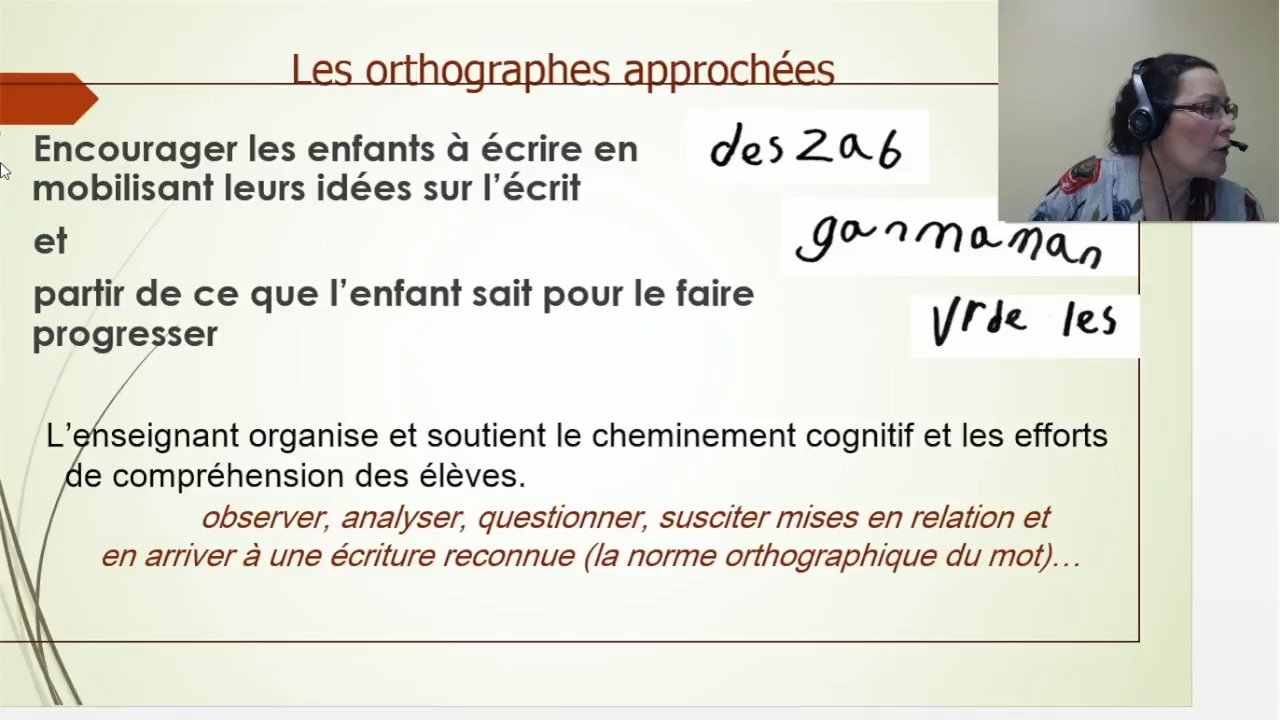 Les orthographes approchées
Encourager les enfants à écrire en
mobilisant leurs idées sur l'écrit
et
partir de ce que l'enfant sait pour le faire
progresser
des2ab
ganmaman
vrde les
L'enseignant organise et soutient le cheminement cognitif et les efforts
de compréhension des élèves.
observer, analyser, questionner, susciter mises en relation et
en arriver à une écriture reconnue (la norme orthographique du mot)…